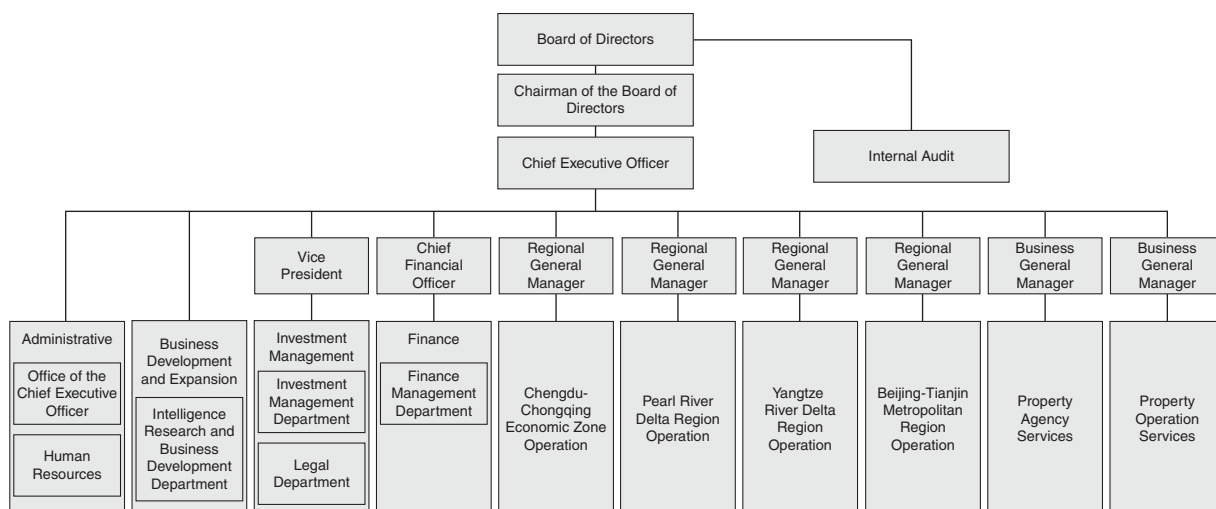 Board of Directors
Chairman of the Board of
Directors
Chief Executive Officer
Internal Audit
Vice
President
Chief
Financial
Officer
Regional
General
Manager
Regional
General
Manager
Regional
General
Manager
Regional
General
Manager
Business
General
Manager
Business
General
Manager
Administrative
Office of the
Chief Executive
Officer
Human
Resources
Business
Development
and Expansion
Intelligence
Research and
Business
Development
Department
Investment
Management
Investment
Management
Department
Legal
Department
Finance
Finance
Management
Department
Chengdu-
Chongqing
Economic Zone
Operation
Pearl River
Delta Region
Operation
Yangtze
River Delta
Region
Operation
Beijing-Tianjin
Metropolitan
Region
Operation
Property
Agency
Services
Property
Operation
Services